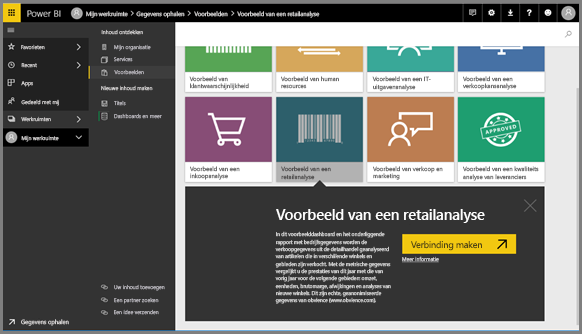 Power BI
Mijn werkruimte > Gegevens ophalen > Voorbeelden > Voorbeeld van een retailanalyse
Favorieten
Recent
Apps
Gedeeld met mij
Werkruimten
Mijn werkruimte
Gegevens ophalen
Inhoud ontdekken
Mijn organisatie
Services
Voorbeelden
Nieuwe inhoud maken
Titels
Dashboards en meer
Uw inhoud toevoegen
Een partner zoeken
Een idee verzenden
Voorbeeld van
klantwaarschijnlijkheid
Voorbeeld van human
resources
Voorbeeld van een IT-
uitgavenanalyse
Voorbeeld van een
verkoopkansanalyse
Voorbeeld van een
inkoopanalyse
Voorbeeld van een
retailanalyse
Voorbeeld van verkoop en
marketing
APPROVED
Voorbeeld van een kwaliteits
analyse van leveranciers
Voorbeeld van een retailanalyse
In dit voorbeelddashboard en het onderliggende
rapport met bedrijfsgegevens worden de
verkoopgegevens uit de detailhandel geanalyseerd
van artikelen die in verschillende winkels en
gebieden zijn verkocht. Met de metrische gegevens
vergelijkt u de prestaties van dit jaar met die van
vorig jaar voor de volgende gebieden: omzet,
eenheden, brutomarge, afwijkingen en analyses van
nieuwe winkels. Dit zijn echte, geanonimiseerde
gegevens van obvience (www.obvience.com).
Verbinding maken
Meer informatie